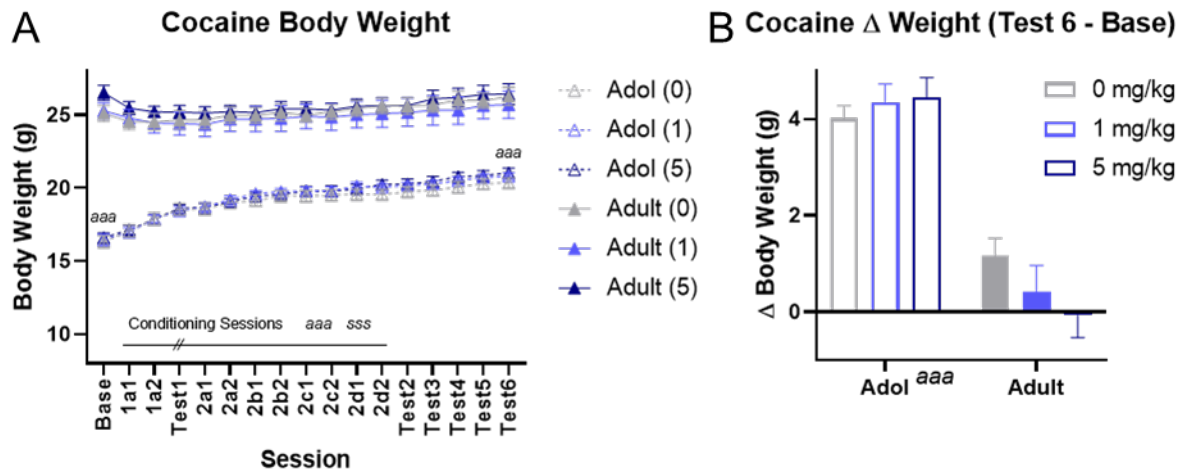 A
Cocaine Body Weight
Body Weight (g)
25
20
15
10
aaa
aaa
Conditioning Sessions aaa sss
Base
1a1
1a2
Test1
2a1
2a2
2b1
2b2
2c1
2c2
2d1
2d2
Test2
Test3
Test4
Test5
Test6
Session
Adol (0)
Adol (1)
Adol (5)
Adult (0)
Adult (1)
Adult (5)
B
Cocaine Δ Weight (Test 6 - Base)
Δ Body Weight (g)
4
2
0
0 mg/kg
1 mg/kg
5 mg/kg
Adol aaa
Adult